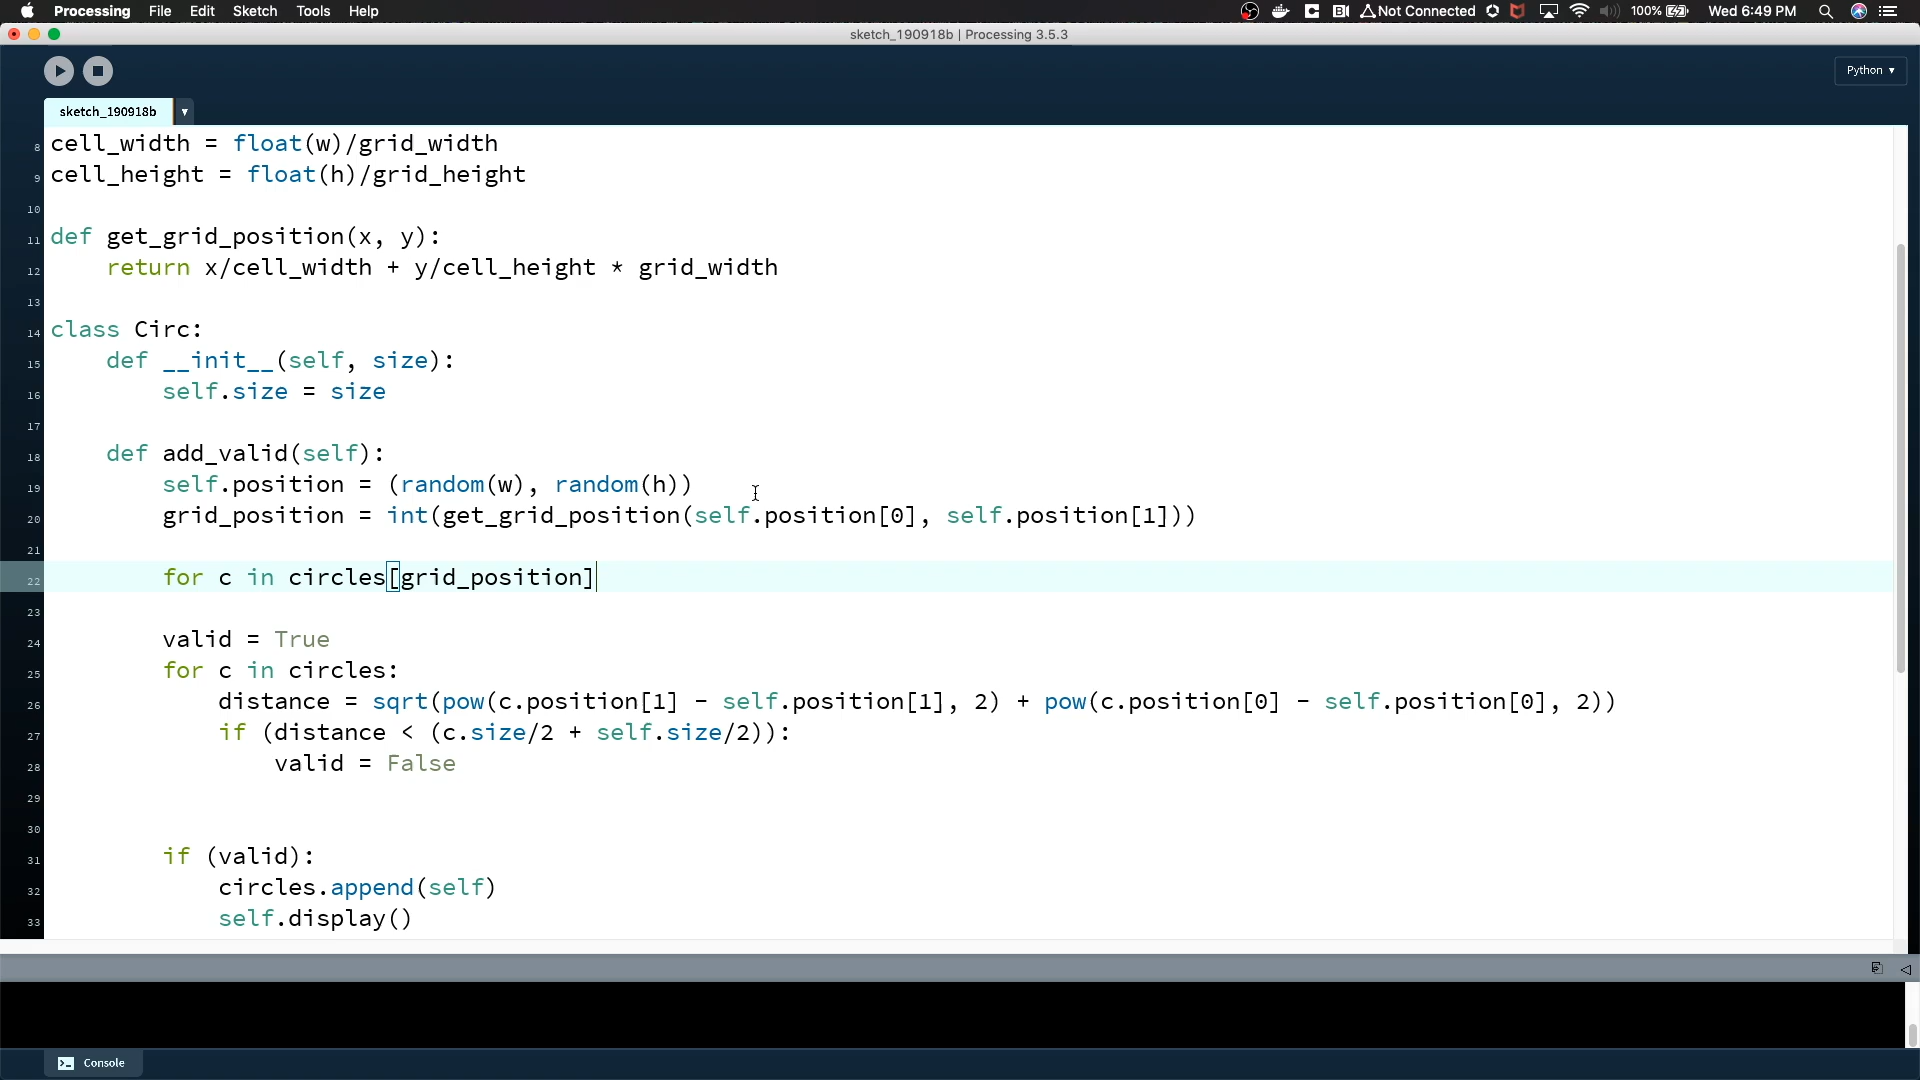 Processing File Edit Sketch Tools Help Not Connected 100% Wed 6:49 PM
sketch_190918b | Processing 3.5.3
Python ▾
sketch_190918b ▾
8 cell_width = float(w)/grid_width
9 cell_height = float(h)/grid_height
10
11 def get_grid_position(x, y):
12     return x/cell_width + y/cell_height * grid_width
13
14 class Circ:
15     def __init__(self, size):
16         self.size = size
17
18     def add_valid(self):
19         self.position = (random(w), random(h))
20         grid_position = int(get_grid_position(self.position[0], self.position[1]))
21
22         for c in circles[grid_position]
23
24         valid = True
25         for c in circles:
26             distance = sqrt(pow(c.position[1] - self.position[1], 2) + pow(c.position[0] - self.position[0], 2))
27             if (distance < (c.size/2 + self.size/2)):
28                 valid = False
29
30
31         if (valid):
32             circles.append(self)
33             self.display()
Console